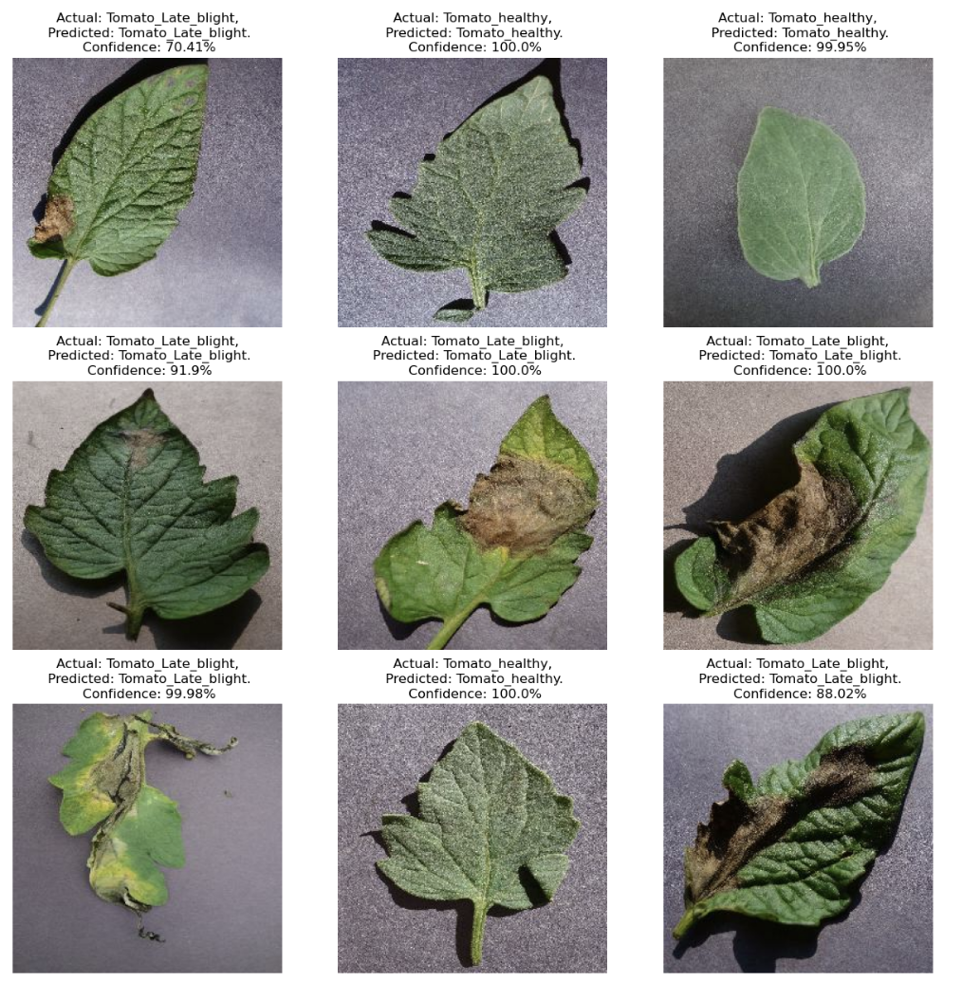 Actual: Tomato_Late_blight,
Predicted: Tomato_Late_blight.
Confidence: 70.41%
Actual: Tomato_healthy,
Predicted: Tomato_healthy.
Confidence: 100.0%
Actual: Tomato_healthy,
Predicted: Tomato_healthy.
Confidence: 99.95%
Actual: Tomato_Late_blight,
Predicted: Tomato_Late_blight.
Confidence: 91.9%
Actual: Tomato_Late_blight,
Predicted: Tomato_Late_blight.
Confidence: 100.0%
Actual: Tomato_Late_blight,
Predicted: Tomato_Late_blight.
Confidence: 100.0%
Actual: Tomato_Late_blight,
Predicted: Tomato_Late_blight.
Confidence: 99.98%
Actual: Tomato_healthy,
Predicted: Tomato_healthy.
Confidence: 100.0%
Actual: Tomato_Late_blight,
Predicted: Tomato_Late_blight.
Confidence: 88.02%